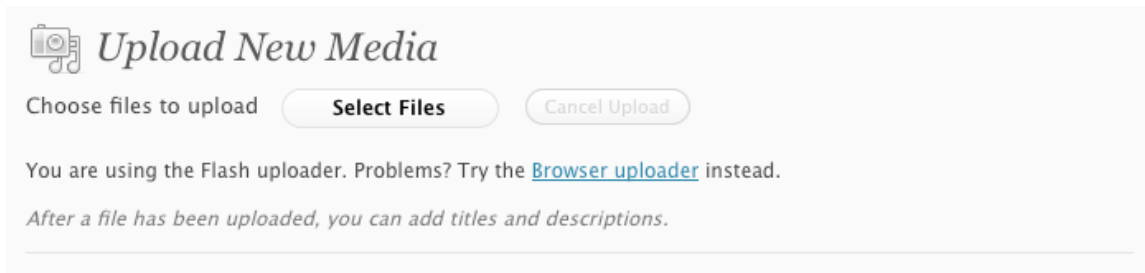 Upload New Media
Choose files to upload Select Files Cancel Upload
You are using the Flash uploader. Problems? Try the Browser uploader instead.
After a file has been uploaded, you can add titles and descriptions.